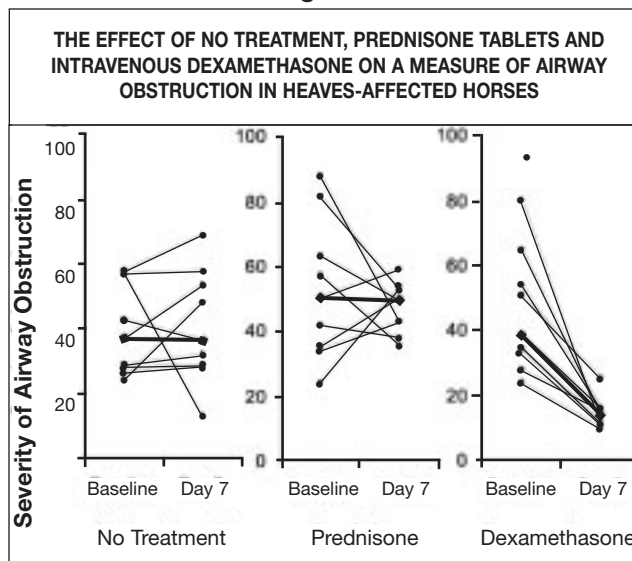 THE EFFECT OF NO TREATMENT, PREDNISONE TABLETS AND
INTRAVENOUS DEXAMETHASONE ON A MEASURE OF AIRWAY
OBSTRUCTION IN HEAVES-AFFECTED HORSES
Severity of Airway Obstruction
100
80
60
40
20
Baseline Day 7
No Treatment
100
80
60
40
20
0
Baseline Day 7
Prednisone
100
80
60
40
20
0
Baseline Day 7
Dexamethasone